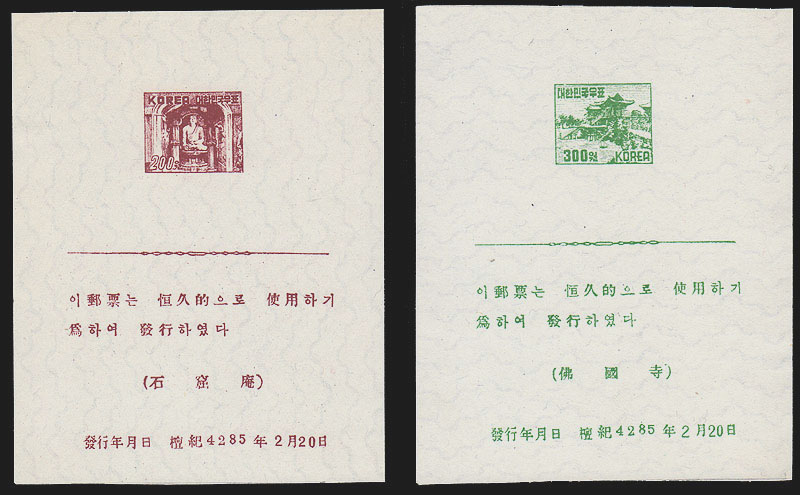 KOREA 대한민국우표
200s
이郵票는 恒久的으로 使用하기
爲하여 發行하였다
(石窟庵)
發行年月日 檀紀4285年2月20日
대한민국우표
300원 KOREA
이郵票는 恒久的으로 使用하기
爲하여 發行하였다
(佛國寺)
發行年月日 檀紀4285年2月20日